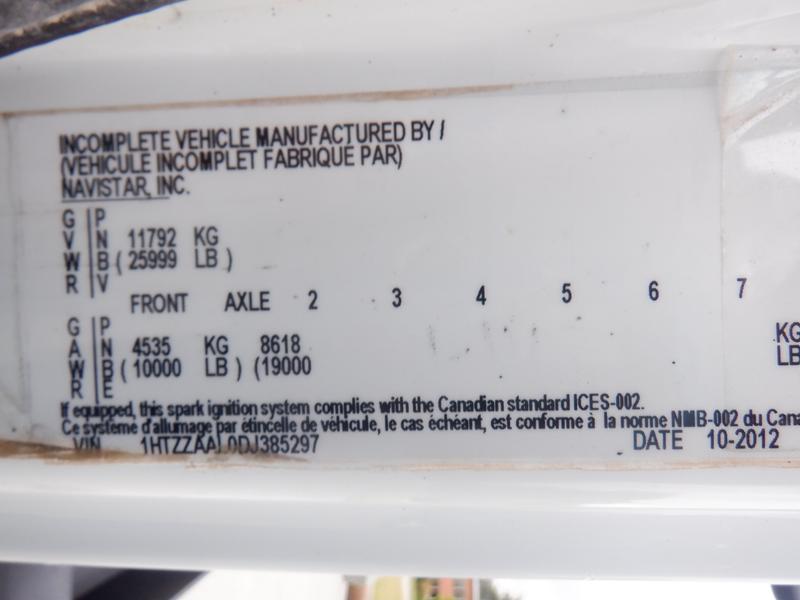 INCOMPLETE VEHICLE MANUFACTURED BY /
(VEHICULE INCOMPLET FABRIQUE PAR)
NAVISTAR, INC.
G P
V N 11792 KG
W B ( 25999 LB )
R V
FRONT AXLE 2 3 4 5 6 7
G P
A N 4535 KG 8618 KG
W B ( 10000 LB ) (19000 LB
R E
If equipped, this spark ignition system complies with the Canadian standard ICES-002.
Ce système d'allumage par étincelle de véhicule, le cas échéant, est conforme à la norme NMB-002 du Cana
VIN DATE 10-2012